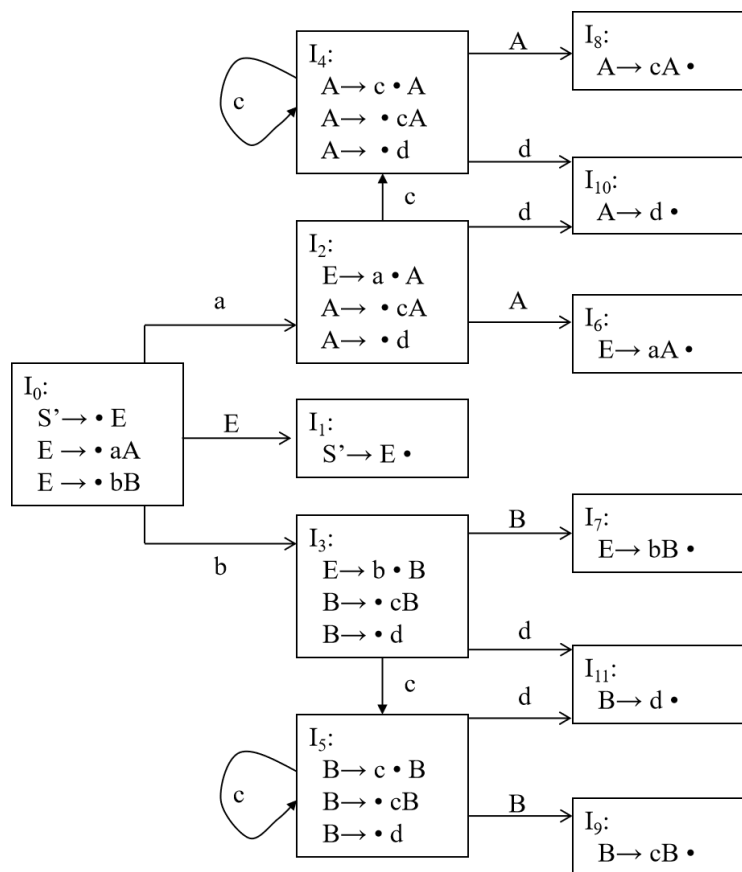 I₄:
A→ c • A
A→ • cA
A→ • d
c
A
I₈:
A→ cA •
d
I₁₀:
A→ d •
c
d
I₂:
E→ a • A
A→ • cA
A→ • d
a
A
I₆:
E→ aA •
I₀:
S’→ • E
E → • aA
E → • bB
E
I₁:
S’→ E •
b
I₃:
E→ b • B
B→ • cB
B→ • d
B
I₇:
E→ bB •
d
I₁₁:
B→ d •
c
d
I₅:
B→ c • B
B→ • cB
B→ • d
c
B
I₉:
B→ cB •